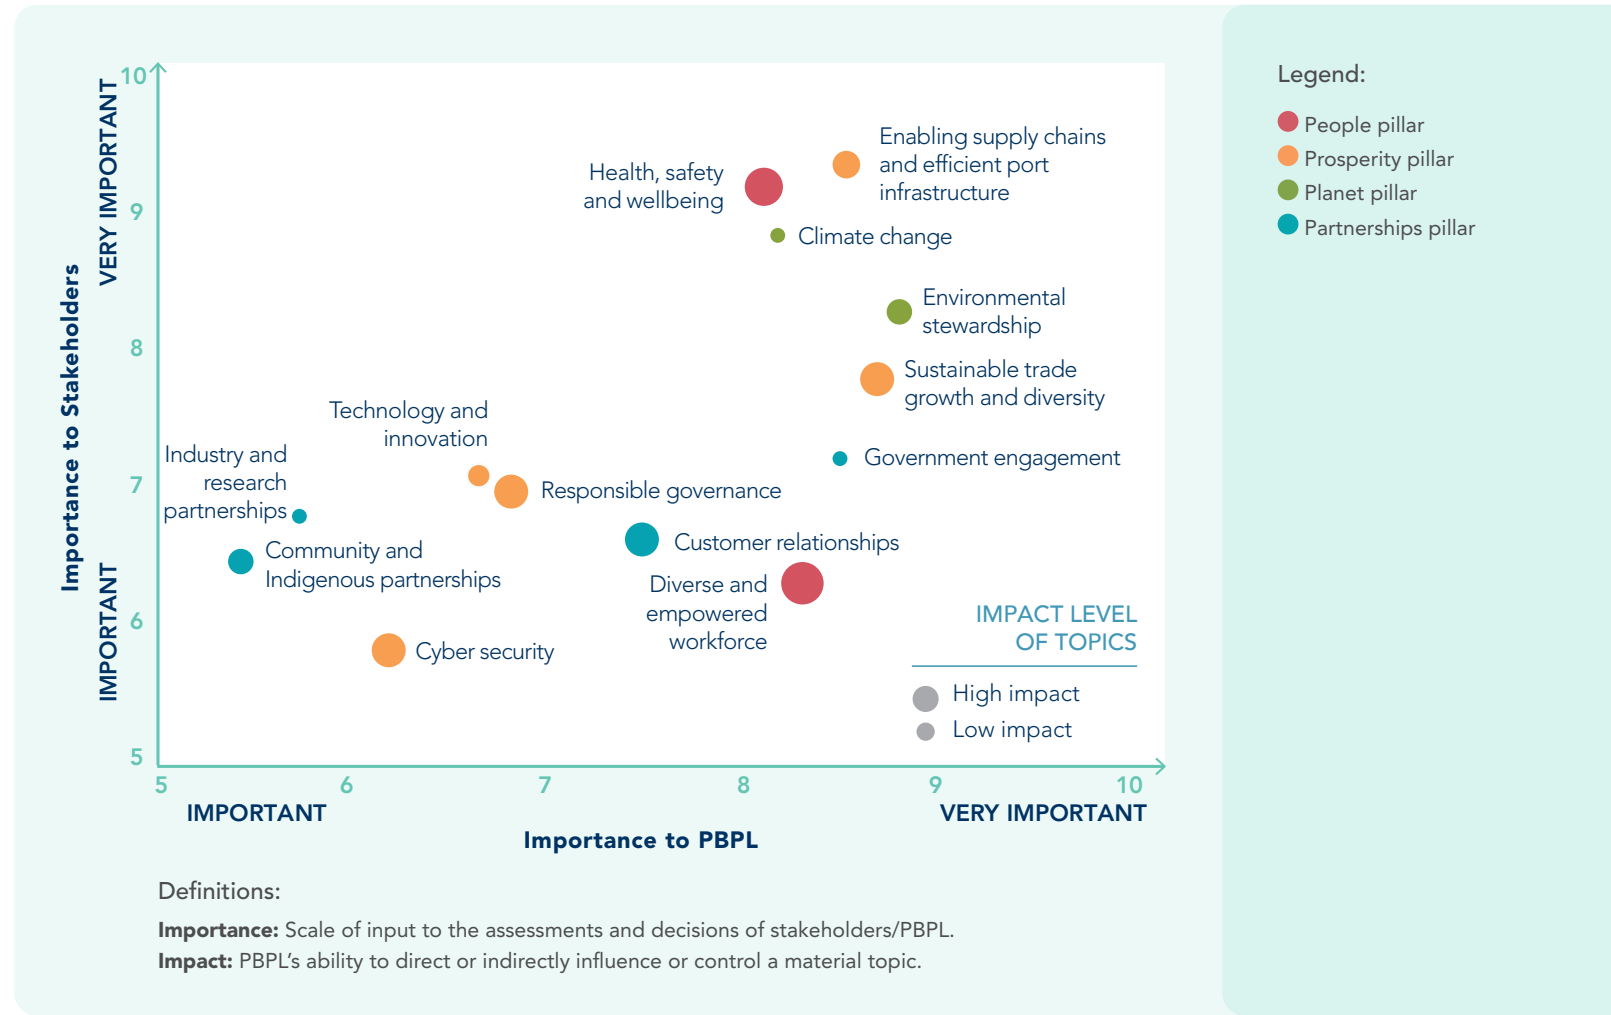 10
9
8
7
6
5
VERY IMPORTANT
IMPORTANT
Importance to Stakeholders
Enabling supply chains
and efficient port
infrastructure
Health, safety
and wellbeing
Climate change
Environmental
stewardship
Sustainable trade
growth and diversity
Technology and
innovation
Industry and
research
partnerships
Government engagement
Responsible governance
Customer relationships
Community and
Indigenous partnerships
Diverse and
empowered
workforce
Cyber security
IMPACT LEVEL
OF TOPICS
High impact
Low impact
5 6 7 8 9 10
IMPORTANT VERY IMPORTANT
Importance to PBPL
Definitions:
Importance: Scale of input to the assessments and decisions of stakeholders/PBPL.
Impact: PBPL's ability to direct or indirectly influence or control a material topic.
Legend:
People pillar
Prosperity pillar
Planet pillar
Partnerships pillar